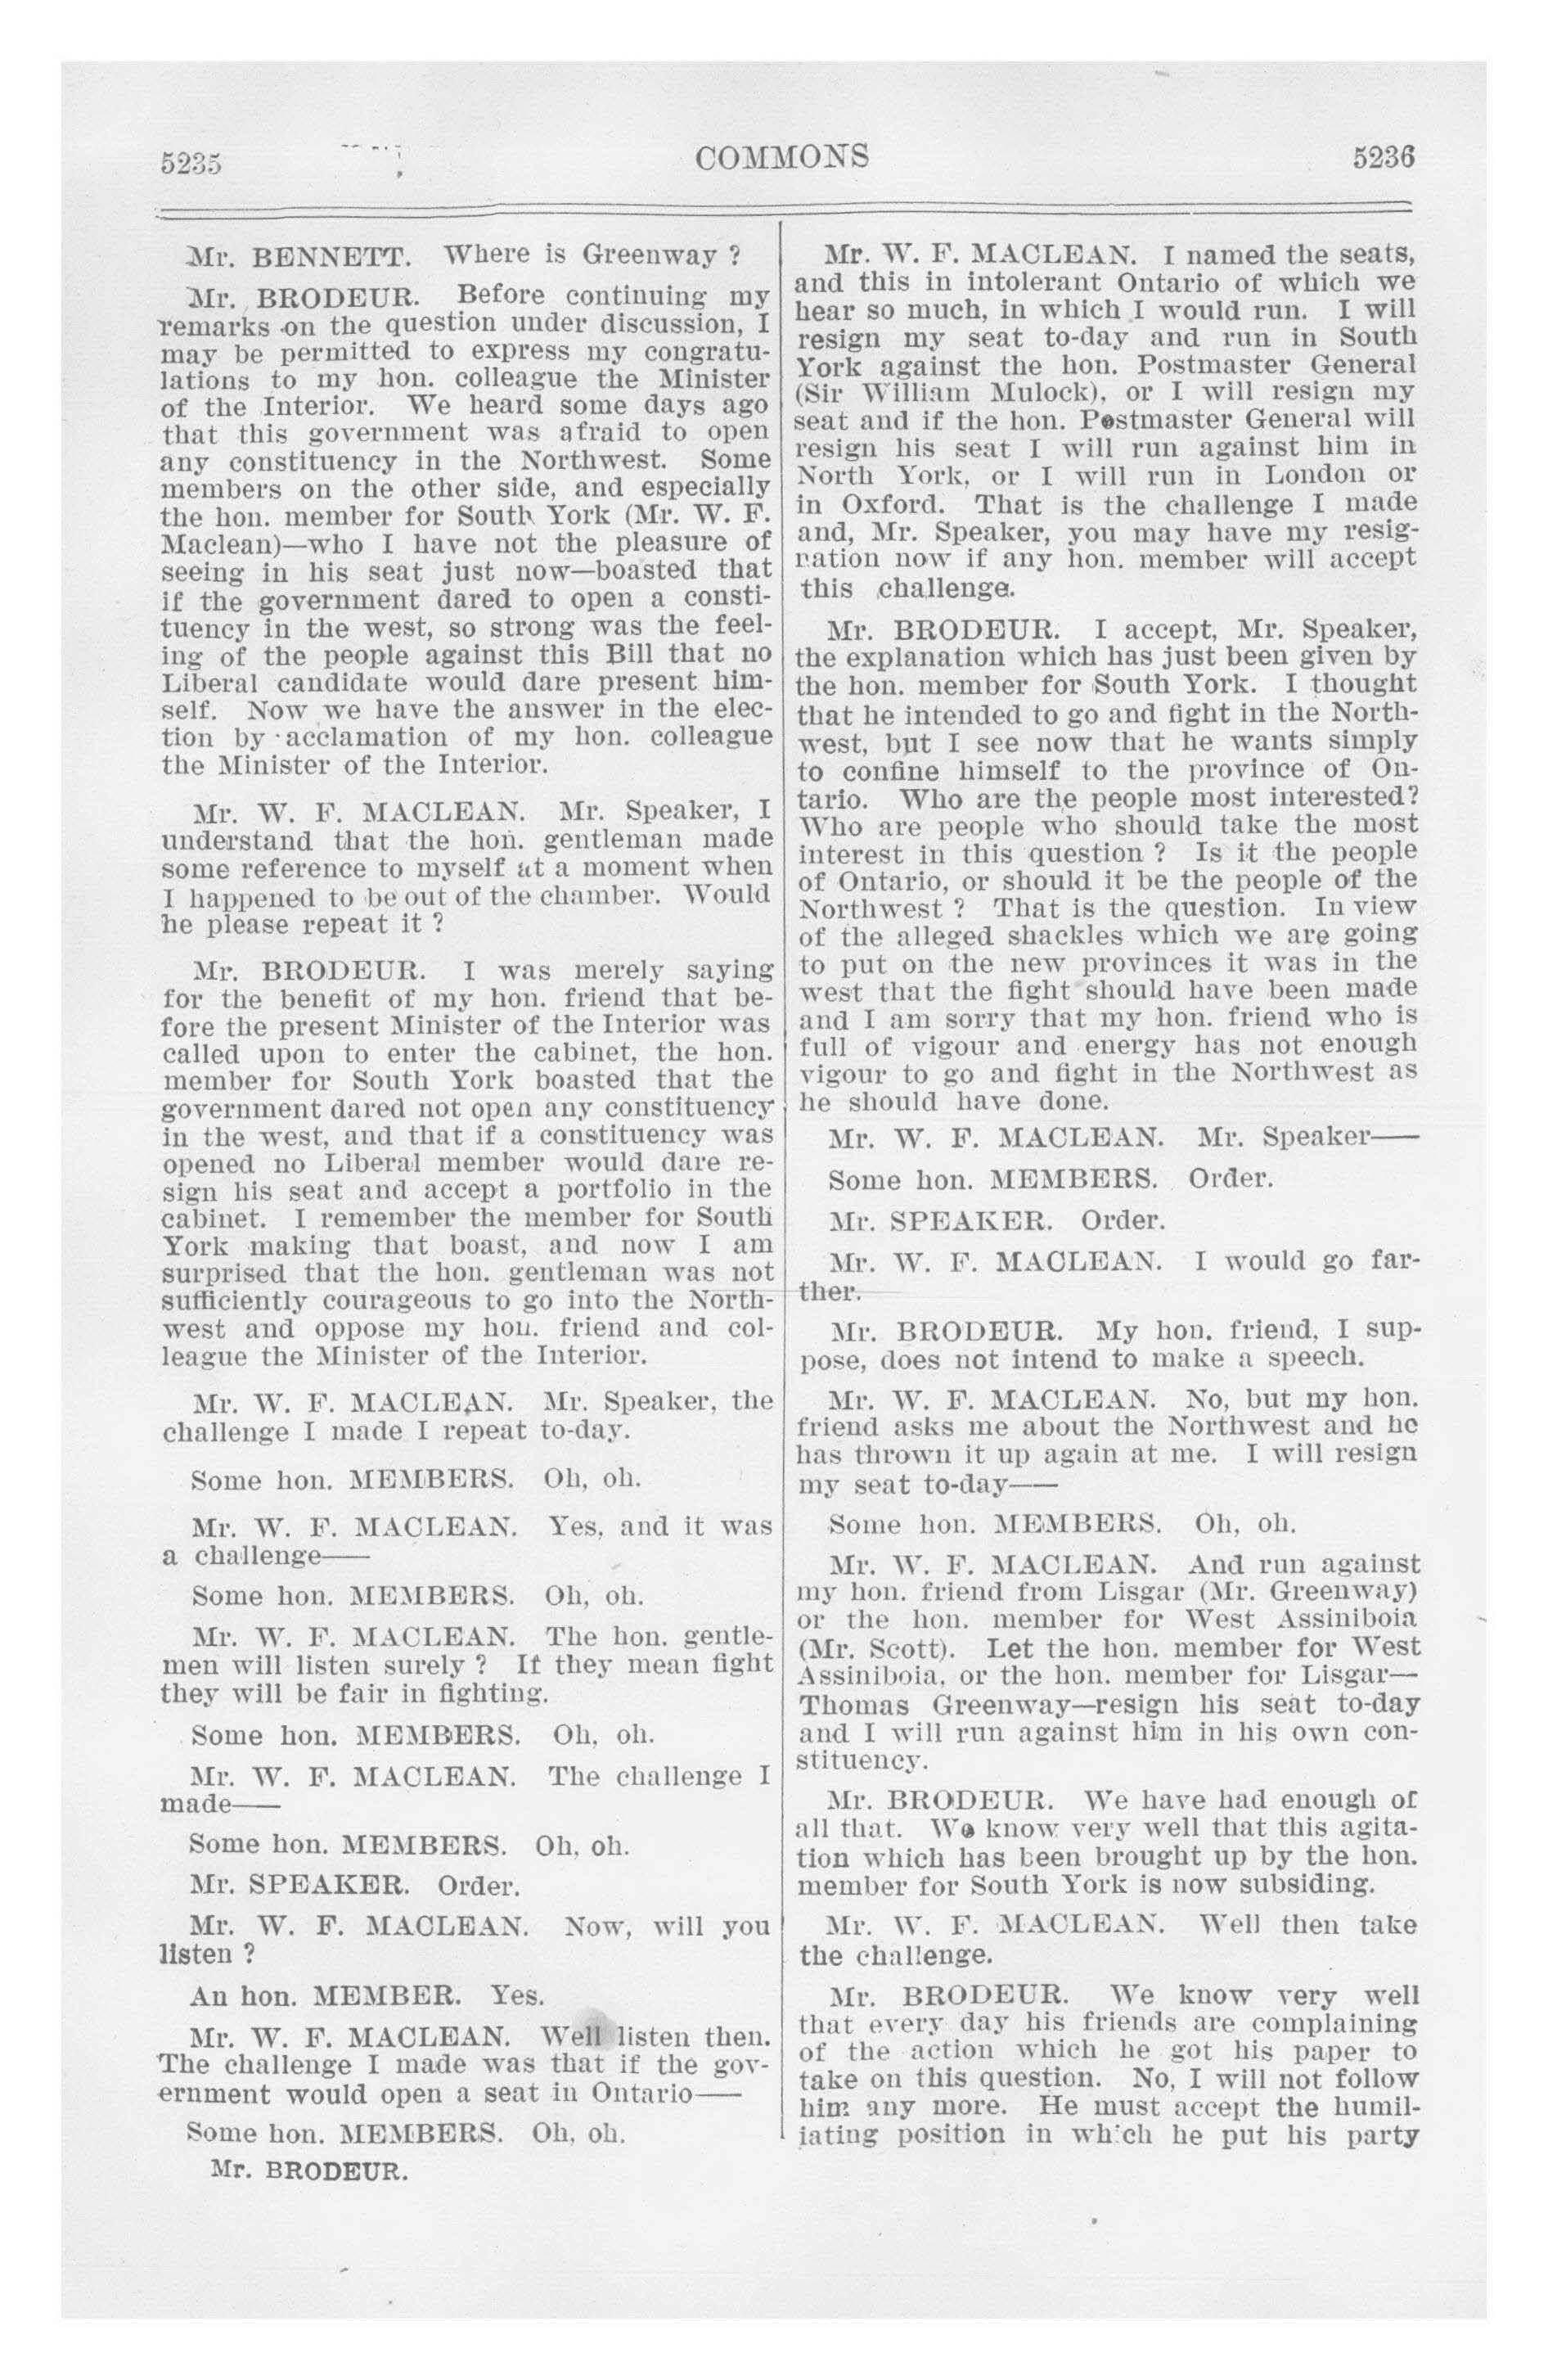 5235
COMMONS
5236
Mr. BENNETT. Where is Greenway ?
Mr. BRODEUR. Before continuing my
remarks on the question under discussion, I
may be permitted to express my congratu-
lations to my hon. colleague the Minister
of the Interior. We heard some days ago
that this government was afraid to open
any constituency in the Northwest. Some
members on the other side, and especially
the hon. member for South York (Mr. W. F.
Maclean)—who I have not the pleasure of
seeing in his seat just now—boasted that
if the government dared to open a consti-
tuency in the west, so strong was the feel-
ing of the people against this Bill that no
Liberal candidate would dare present him-
self. Now we have the answer in the elec-
tion by acclamation of my hon. colleague
the Minister of the Interior.
Mr. W. F. MACLEAN. Mr. Speaker, I
understand that the hon. gentleman made
some reference to myself at a moment when
I happened to be out of the chamber. Would
he please repeat it ?
Mr. BRODEUR. I was merely saying
for the benefit of my hon. friend that be-
fore the present Minister of the Interior was
called upon to enter the cabinet, the hon.
member for South York boasted that the
government dared not open any constituency
in the west, and that if a constituency was
opened no Liberal member would dare re-
sign his seat and accept a portfolio in the
cabinet. I remember the member for South
York making that boast, and now I am
surprised that the hon. gentleman was not
sufficiently courageous to go into the North-
west and oppose my hon. friend and col-
league the Minister of the Interior.
Mr. W. F. MACLEAN. Mr. Speaker, the
challenge I made I repeat to-day.
Some hon. MEMBERS. Oh, oh.
Mr. W. F. MACLEAN. Yes, and it was
a challenge——
Some hon. MEMBERS. Oh, oh.
Mr. W. F. MACLEAN. The hon. gentle-
men will listen surely ? If they mean fight
they will be fair in fighting.
Some hon. MEMBERS. Oh, oh.
Mr. W. F. MACLEAN. The challenge I
made——
Some hon. MEMBERS. Oh, oh.
Mr. SPEAKER. Order.
Mr. W. F. MACLEAN. Now, will you
listen ?
An hon. MEMBER. Yes.
Mr. W. F. MACLEAN. Well listen then.
The challenge I made was that if the gov-
ernment would open a seat in Ontario——
Some hon. MEMBERS. Oh, oh.
Mr. BRODEUR.
Mr. W. F. MACLEAN. I named the seats,
and this in intolerant Ontario of which we
hear so much, in which I would run. I will
resign my seat to-day and run in South
York against the hon. Postmaster General
(Sir William Mulock), or I will resign my
seat and if the hon. Postmaster General will
resign his seat I will run against him in
North York, or I will run in London or
in Oxford. That is the challenge I made
and, Mr. Speaker, you may have my resig-
nation now if any hon. member will accept
this challenge.
Mr. BRODEUR. I accept, Mr. Speaker,
the explanation which has just been given by
the hon. member for South York. I thought
that he intended to go and fight in the North-
west, but I see now that he wants simply
to confine himself to the province of On-
tario. Who are the people most interested?
Who are people who should take the most
interest in this question ? Is it the people
of Ontario, or should it be the people of the
Northwest ? That is the question. In view
of the alleged shackles which we are going
to put on the new provinces it was in the
west that the fight should have been made
and I am sorry that my hon. friend who is
full of vigour and energy has not enough
vigour to go and fight in the Northwest as
he should have done.
Mr. W. F. MACLEAN. Mr. Speaker——
Some hon. MEMBERS. Order.
Mr. SPEAKER. Order.
Mr. W. F. MACLEAN. I would go far-
ther.
Mr. BRODEUR. My hon. friend, I sup-
pose, does not intend to make a speech.
Mr. W. F. MACLEAN. No, but my hon.
friend asks me about the Northwest and he
has thrown it up again at me. I will resign
my seat to-day——
Some hon. MEMBERS. Oh, oh.
Mr. W. F. MACLEAN. And run against
my hon. friend from Lisgar (Mr. Greenway)
or the hon. member for West Assiniboia
(Mr. Scott). Let the hon. member for West
Assiniboia, or the hon. member for Lisgar—
Thomas Greenway—resign his seat to-day
and I will run against him in his own con-
stituency.
Mr. BRODEUR. We have had enough of
all that. We know very well that this agita-
tion which has been brought up by the hon.
member for South York is now subsiding.
Mr. W. F. MACLEAN. Well then take
the challenge.
Mr. BRODEUR. We know very well
that every day his friends are complaining
of the action which he got his paper to
take on this question. No, I will not follow
him any more. He must accept the humil-
iating position in which he put his party